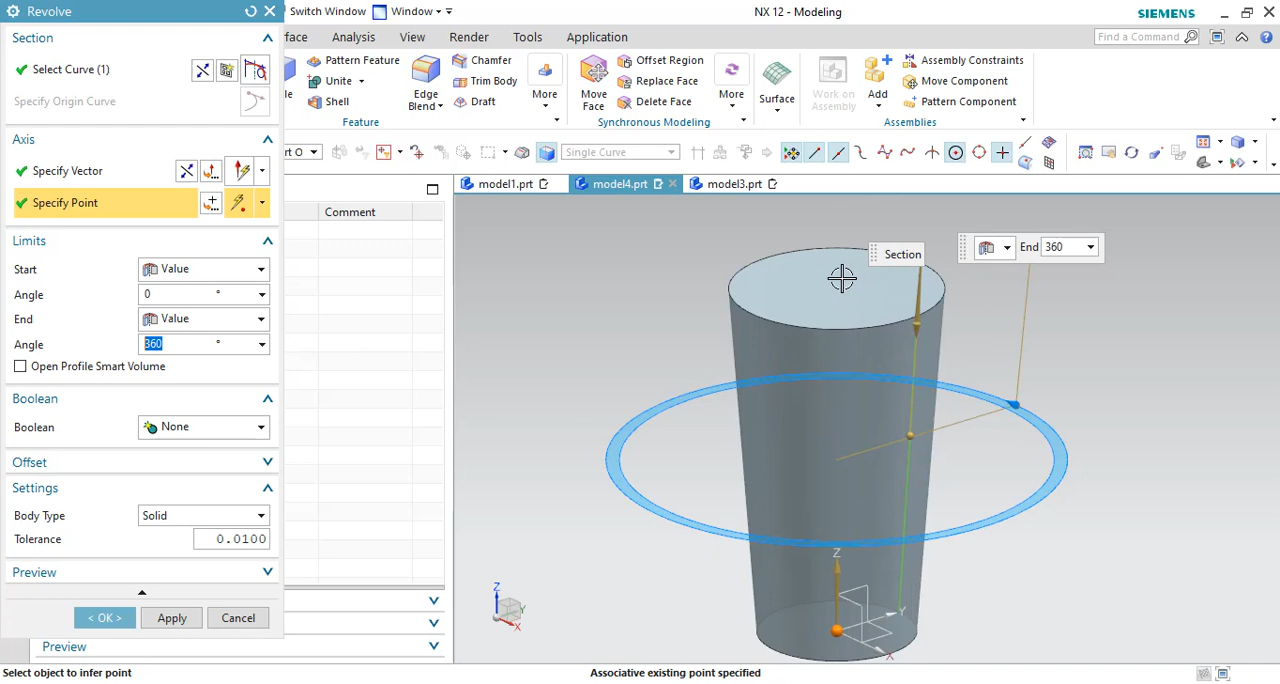 Revolve
Switch Window
Window
NX 12 - Modeling
SIEMENS
Section
face
Analysis
View
Render
Tools
Application
Find a Command
Select Curve (1)
Specify Origin Curve
Pattern Feature
Unite
Shell
Edge
Blend
Chamfer
Trim Body
Draft
More
Feature
Move
Face
Offset Region
Replace Face
Delete Face
More
Synchronous Modeling
Surface
Work on
Assembly
Add
Assembly Constraints
Move Component
Pattern Component
Assemblies
Axis
Specify Vector
Specify Point
rt O
Single Curve
model1.prt
model4.prt
model3.prt
Comment
Limits
Start
Value
Angle
0
°
End
Value
Angle
360
°
Open Profile Smart Volume
Boolean
Boolean
None
Offset
Settings
Body Type
Solid
Tolerance
0.0100
Preview
< OK >
Apply
Cancel
Preview
Section
End
360
Z
Y
X
Z
Y
X
Select object to infer point
Associative existing point specified